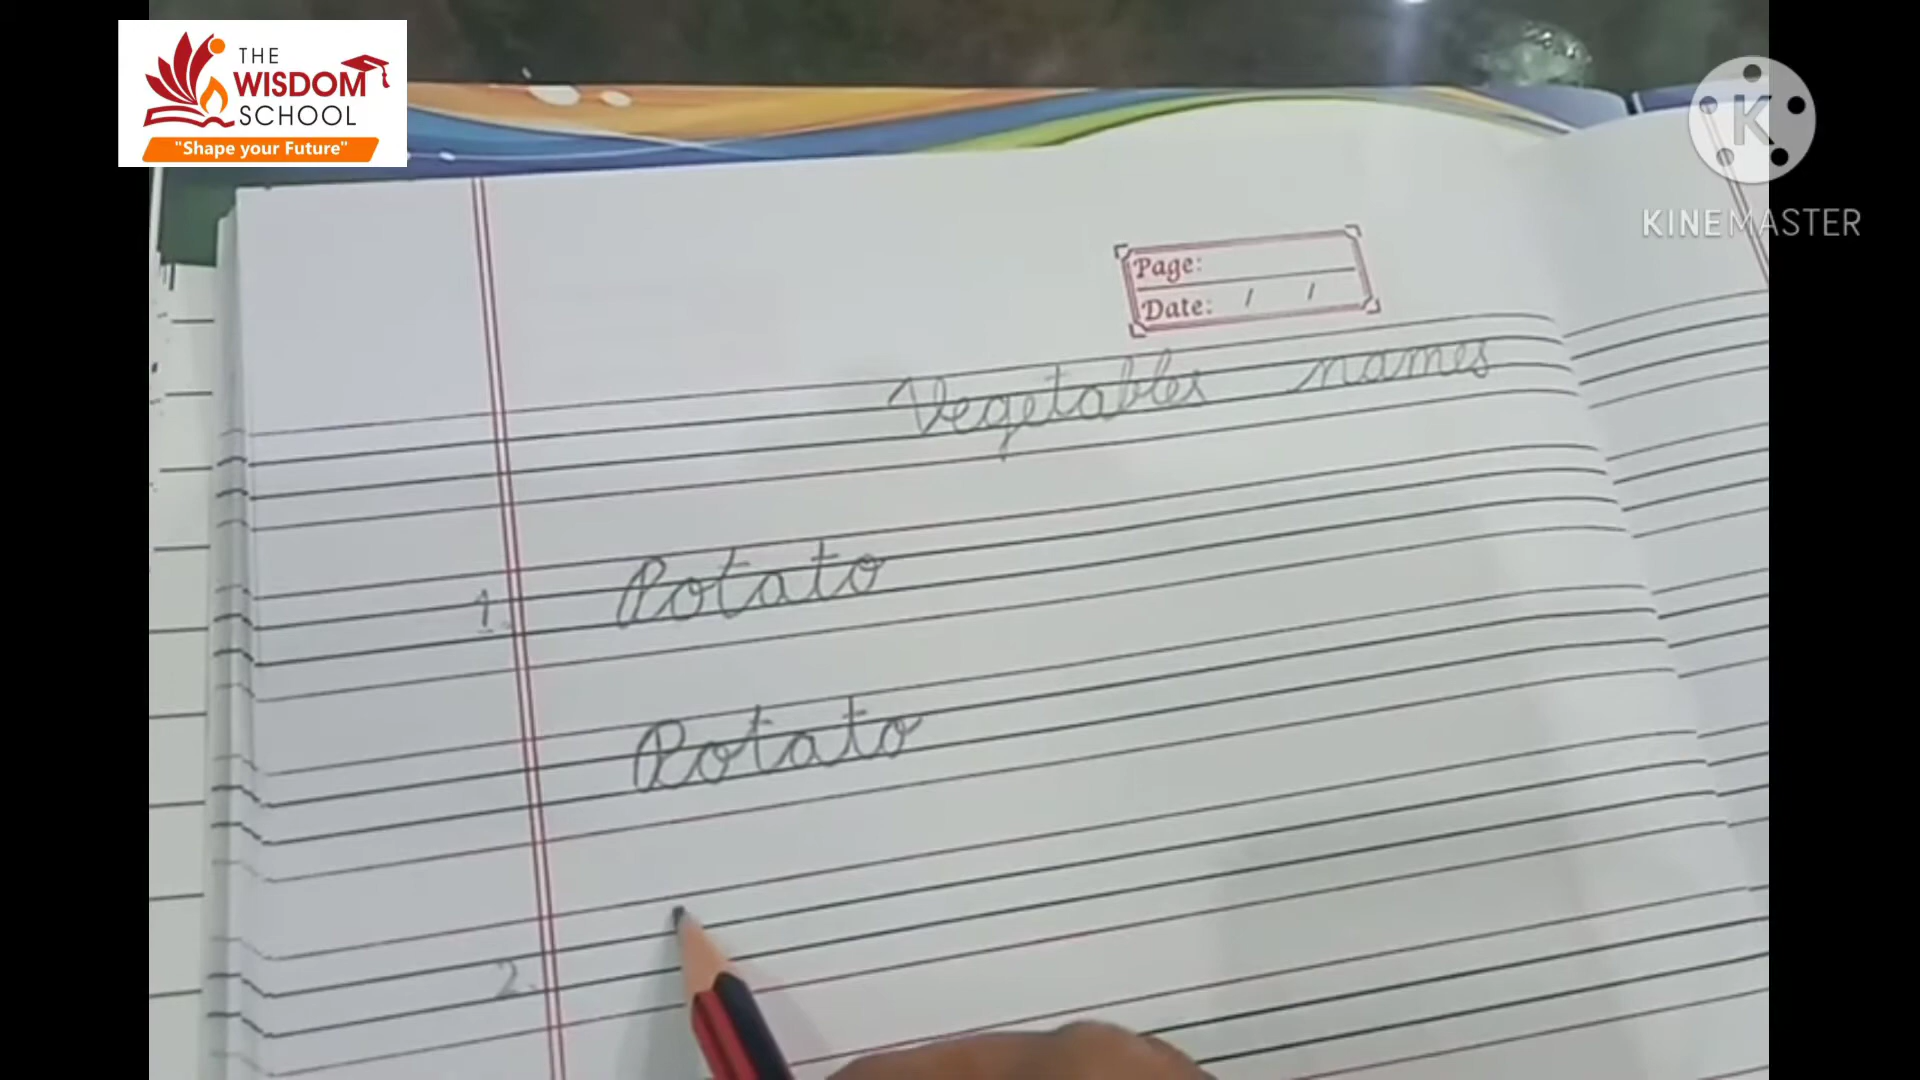 THE
WISDOM
SCHOOL
"Shape your Future"
K
KINEMASTER
Page:
Date: / /
Vegetables names
1. Potato
Potato
2.